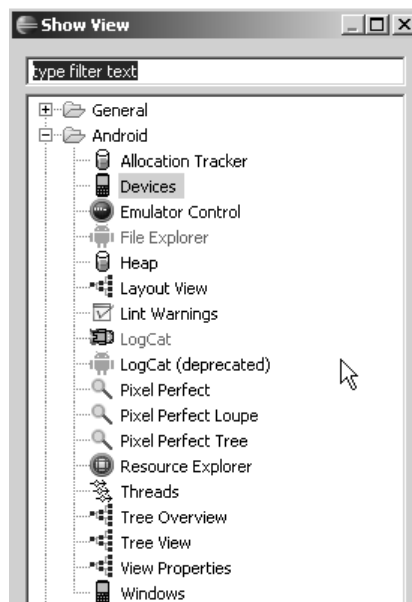 Show View
type filter text
General
Android
Allocation Tracker
Devices
Emulator Control
File Explorer
Heap
Layout View
Lint Warnings
LogCat
LogCat (deprecated)
Pixel Perfect
Pixel Perfect Loupe
Pixel Perfect Tree
Resource Explorer
Threads
Tree Overview
Tree View
View Properties
Windows